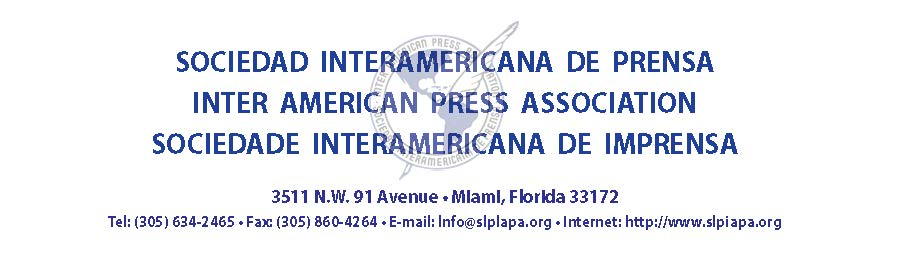 SOCIEDAD INTERAMERICANA DE PRENSA
INTER AMERICAN PRESS ASSOCIATION
SOCIEDADE INTERAMERICANA DE IMPRENSA
3511 N.W. 91 Avenue • Miami, Florida 33172
Tel: (305) 634-2465 • Fax: (305) 860-4264 • E-mail: info@sipiapa.org • Internet: http://www.sipiapa.org